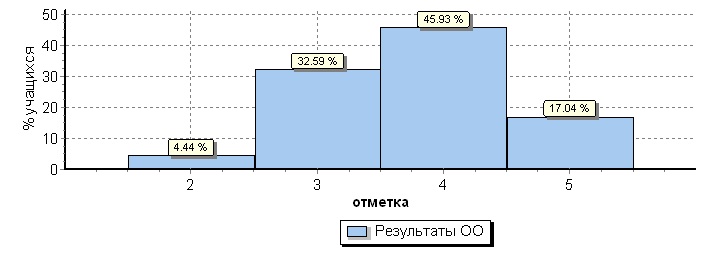 50
45.93 %
40
32.59 %
30
20
17.04 %
10
4.44 %
0
% учащихся
2 3 4 5
отметка
Результаты ОО